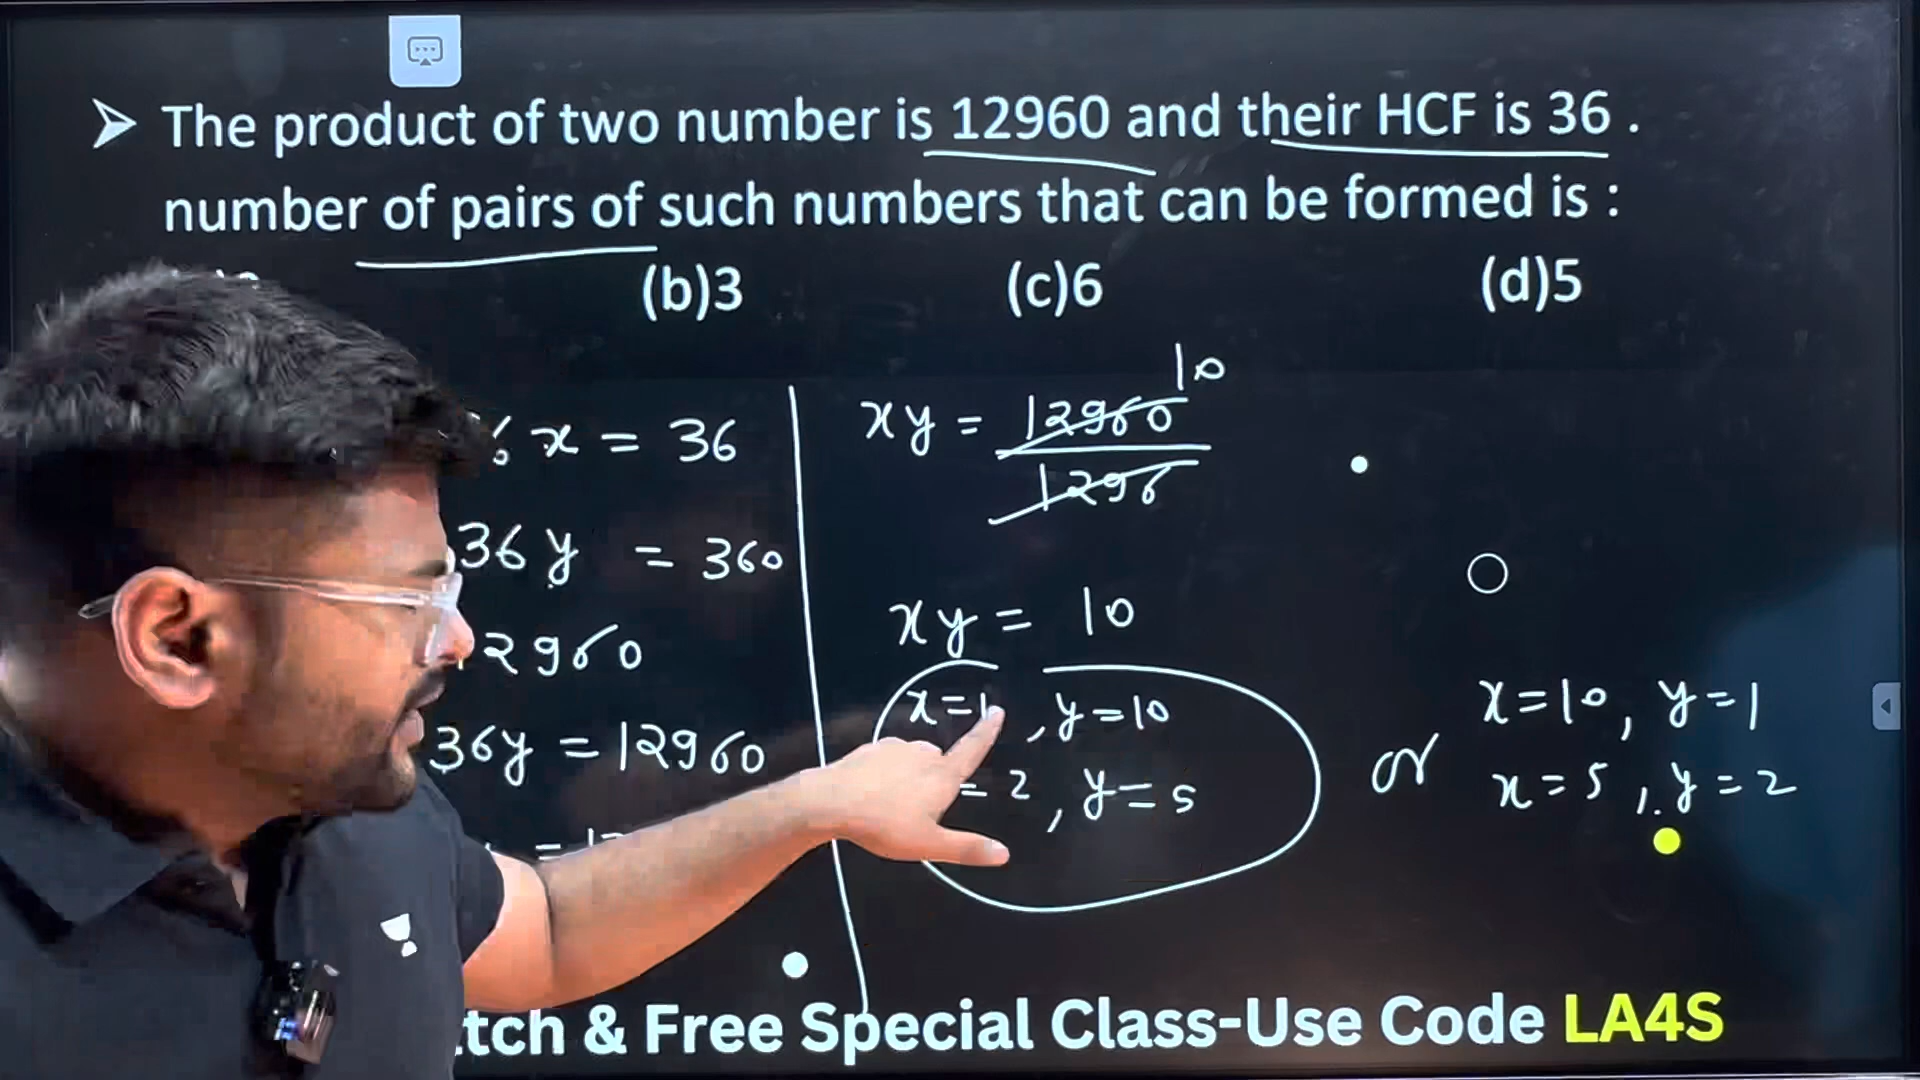 ➤ The product of two number is 12960 and their HCF is 36 .
number of pairs of such numbers that can be formed is :
(b)3 (c)6 (d)5
6 x = 36
36 y = 360
2960
36y = 12960
xy = 12960 10
1296
xy = 10
x=1 , y=10
= 2 , y = 5
or
x=10, y=1
x=5, y=2
tch & Free Special Class-Use Code LA4S